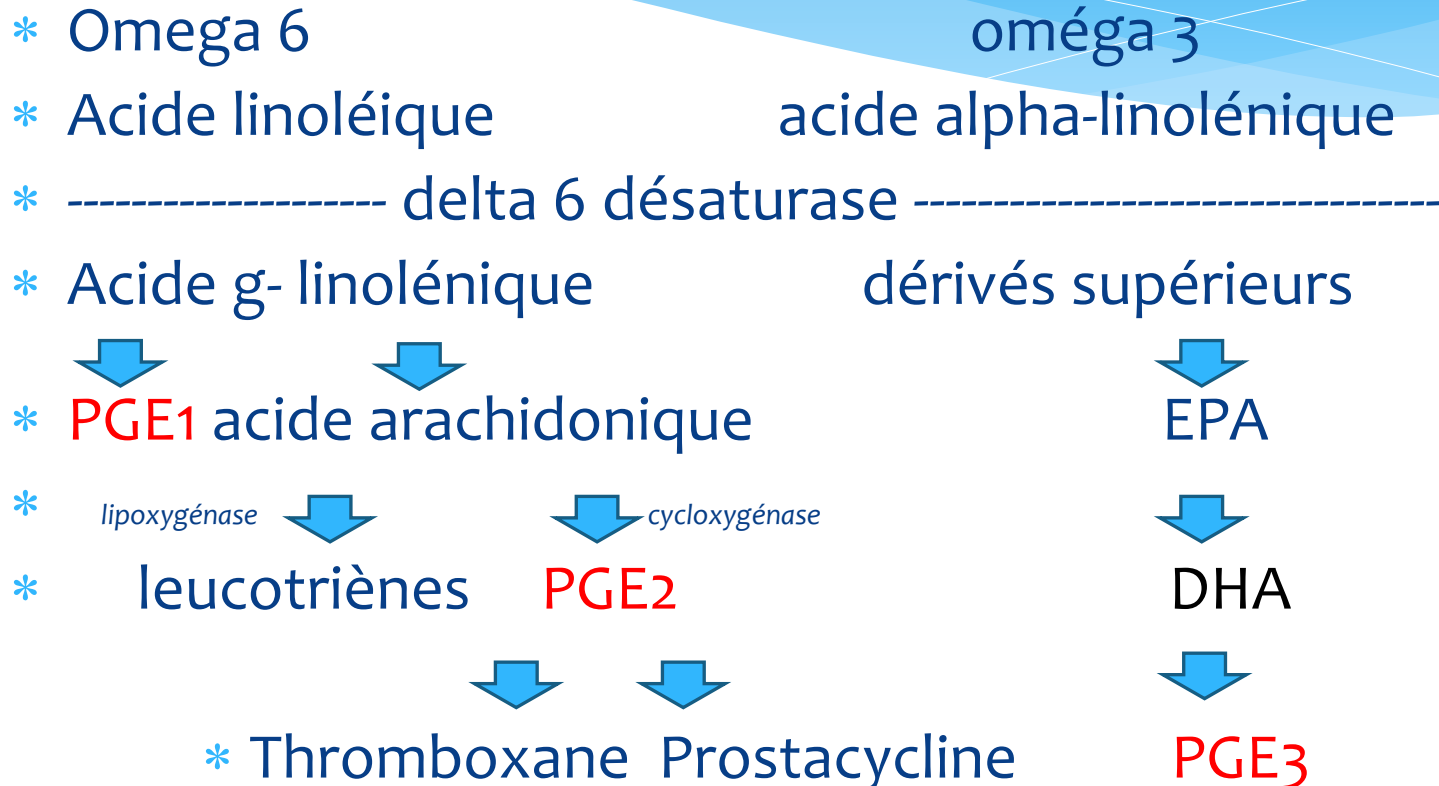 * Omega 6 oméga 3
* Acide linoléique acide alpha-linolénique
* -------------------- delta 6 désaturase ---------------------------------
* Acide g- linolénique dérivés supérieurs
* PGE1 acide arachidonique EPA
* lipoxygénase cycloxygénase
* leucotriènes PGE2 DHA
* Thromboxane Prostacycline PGE3